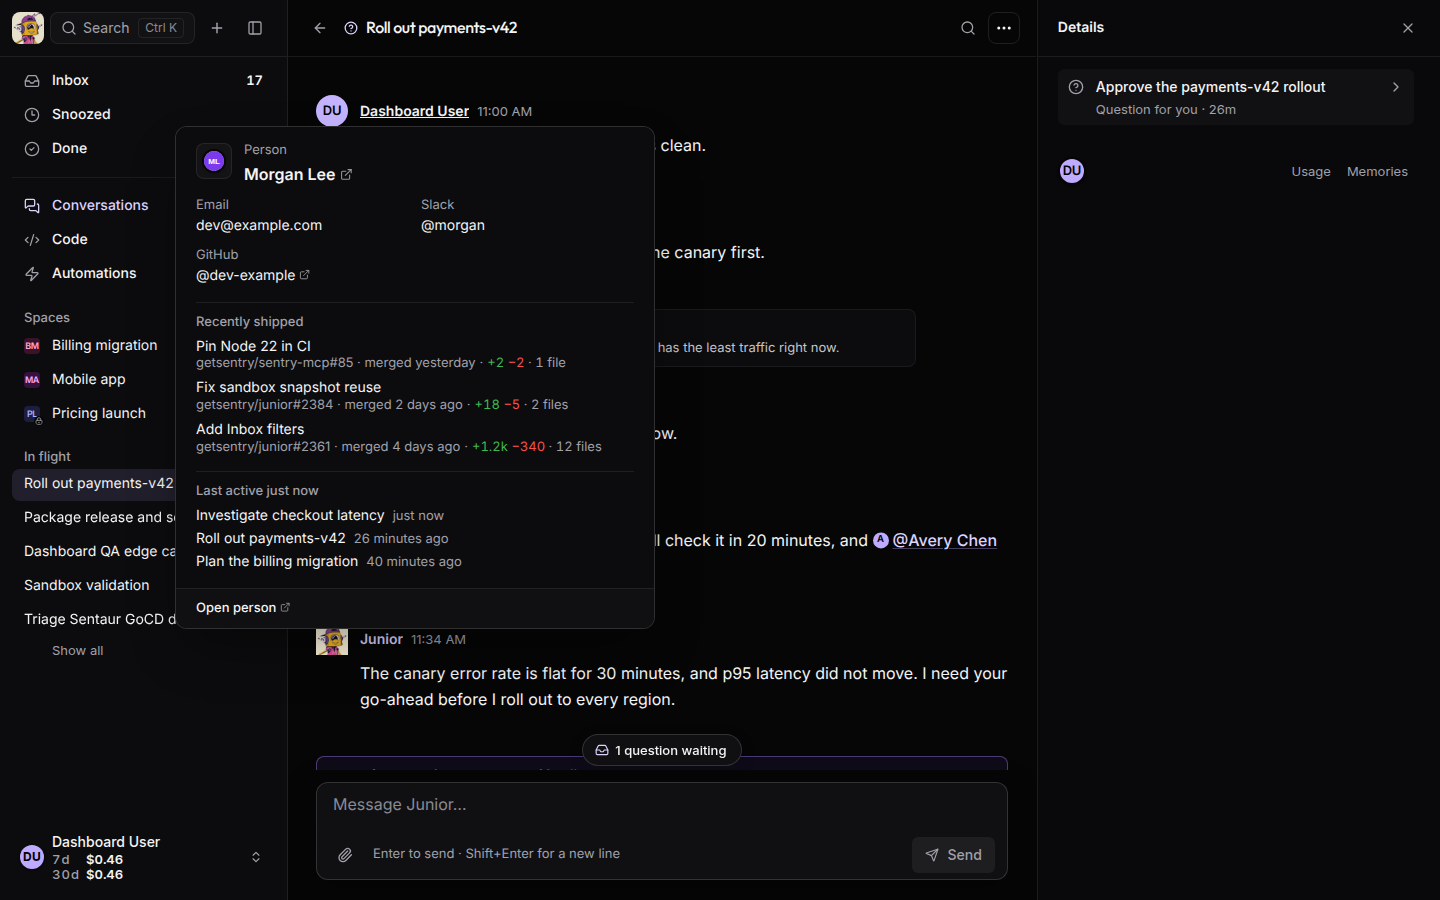 Search Ctrl K
Inbox 17
Snoozed
Done
Conversations
Code
Automations
Spaces
BM Billing migration
MA Mobile app
PL Pricing launch
In flight
Roll out payments-v42
Package release and s
Dashboard QA edge ca
Sandbox validation
Triage Sentaur GoCD d
Show all
DU Dashboard User
7d $0.46
30d $0.46
Roll out payments-v42
DU Dashboard User 11:00 AM
clean.
canary first.
has the least traffic right now.
ow.
check it in 20 minutes, and A @Avery Chen
ML Person
Morgan Lee
Email Slack
dev@example.com @morgan
GitHub
@dev-example
Recently shipped
Pin Node 22 in CI
getsentry/sentry-mcp#85 · merged yesterday · +2 −2 · 1 file
Fix sandbox snapshot reuse
getsentry/junior#2384 · merged 2 days ago · +18 −5 · 2 files
Add Inbox filters
getsentry/junior#2361 · merged 4 days ago · +1.2k −340 · 12 files
Last active just now
Investigate checkout latency just now
Roll out payments-v42 26 minutes ago
Plan the billing migration 40 minutes ago
Open person
Junior 11:34 AM
The canary error rate is flat for 30 minutes, and p95 latency did not move. I need your
go-ahead before I roll out to every region.
1 question waiting
Message Junior...
Enter to send · Shift+Enter for a new line
Send
Details
Approve the payments-v42 rollout
Question for you · 26m
DU Usage Memories